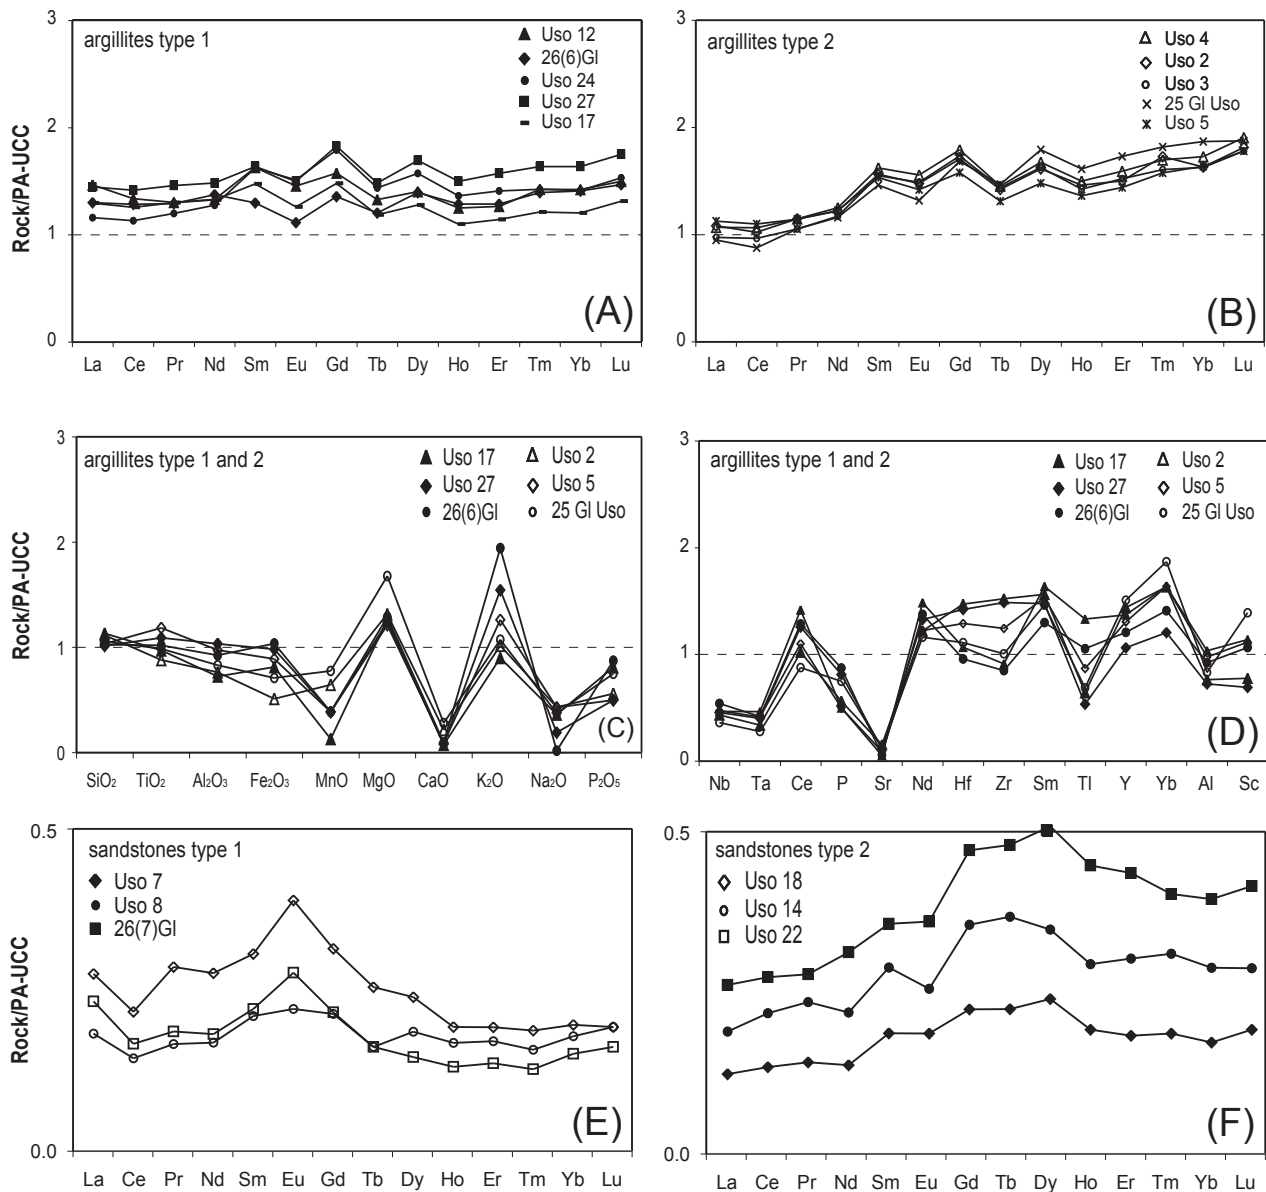 3
argillites type 1
Uso 12
26(6)Gl
Uso 24
Uso 27
Uso 17
2
1
0
Rock/PA-UCC
(A)
La Ce Pr Nd Sm Eu Gd Tb Dy Ho Er Tm Yb Lu
3
argillites type 2
Uso 4
Uso 2
Uso 3
25 Gl Uso
Uso 5
2
1
0
(B)
La Ce Pr Nd Sm Eu Gd Tb Dy Ho Er Tm Yb Lu
3
argillites type 1 and 2
Uso 17 Uso 2
Uso 27 Uso 5
26(6)Gl 25 Gl Uso
2
1
0
Rock/PA-UCC
(C)
SiO₂ TiO₂ Al₂O₃ Fe₂O₃ MnO MgO CaO K₂O Na₂O P₂O₅
3
argillites type 1 and 2
Uso 17 Uso 2
Uso 27 Uso 5
26(6)Gl 25 Gl Uso
2
1
0
(D)
Nb Ta Ce P Sr Nd Hf Zr Sm Tl Y Yb Al Sc
0.5
sandstones type 1
Uso 7
Uso 8
26(7)Gl
Rock/PA-UCC
0.0
(E)
La Ce Pr Nd Sm Eu Gd Tb Dy Ho Er Tm Yb Lu
0.5
sandstones type 2
Uso 18
Uso 14
Uso 22
0.0
(F)
La Ce Pr Nd Sm Eu Gd Tb Dy Ho Er Tm Yb Lu